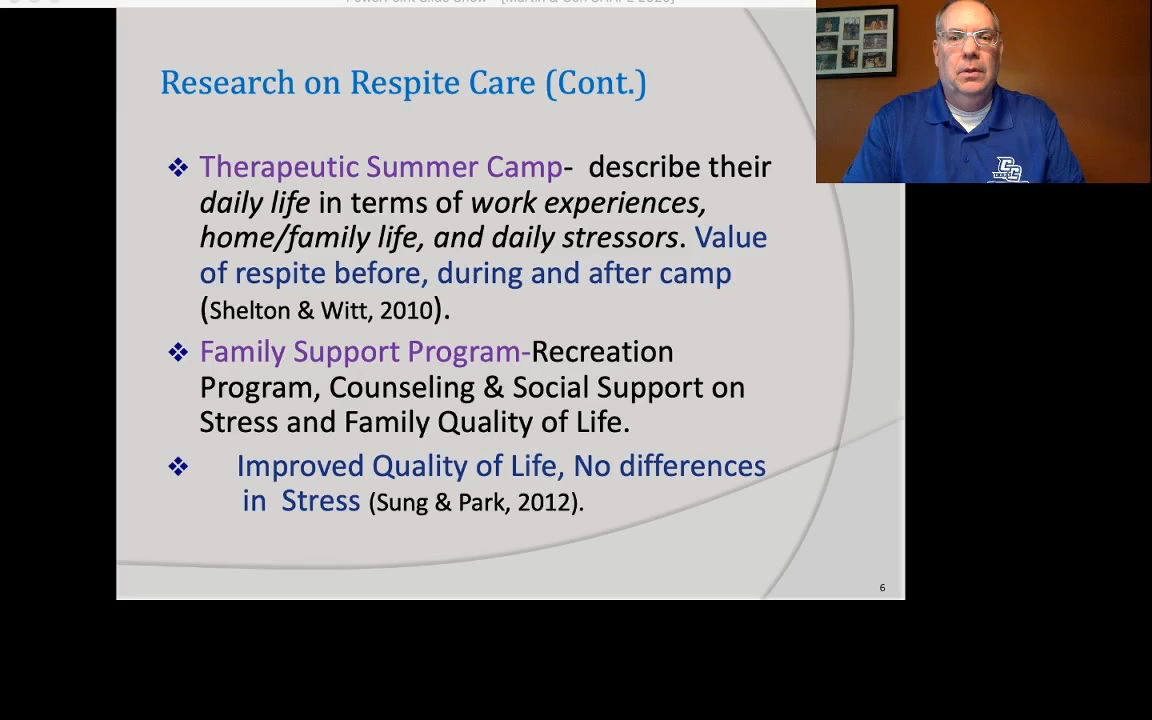 Research on Respite Care (Cont.)
❖ Therapeutic Summer Camp- describe their
daily life in terms of work experiences,
home/family life, and daily stressors. Value
of respite before, during and after camp
(Shelton & Witt, 2010).
❖ Family Support Program-Recreation
Program, Counseling & Social Support on
Stress and Family Quality of Life.
❖ Improved Quality of Life, No differences
in Stress (Sung & Park, 2012).
6